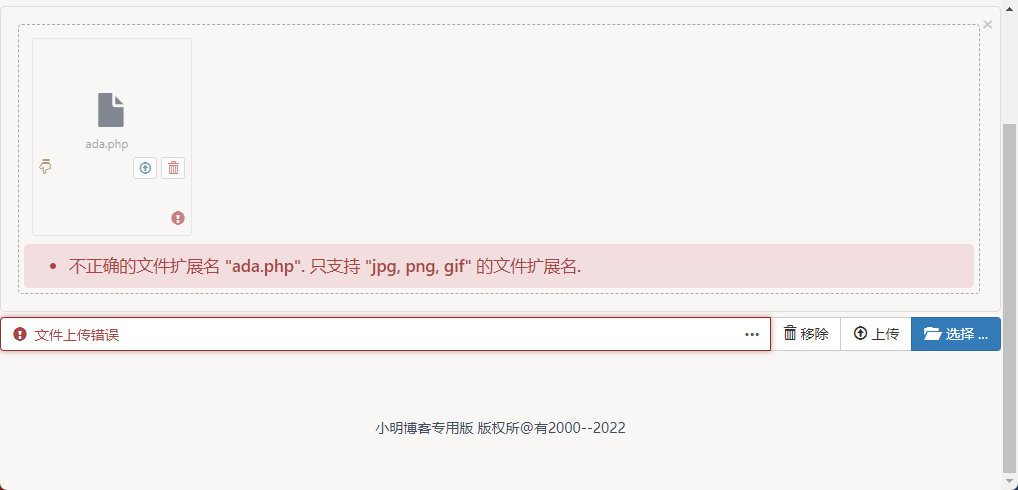 ada.php
不正确的文件扩展名 "ada.php". 只支持 "jpg, png, gif" 的文件扩展名.
文件上传错误
移除
上传
选择 ...
小明博客专用版 版权所@有2000--2022